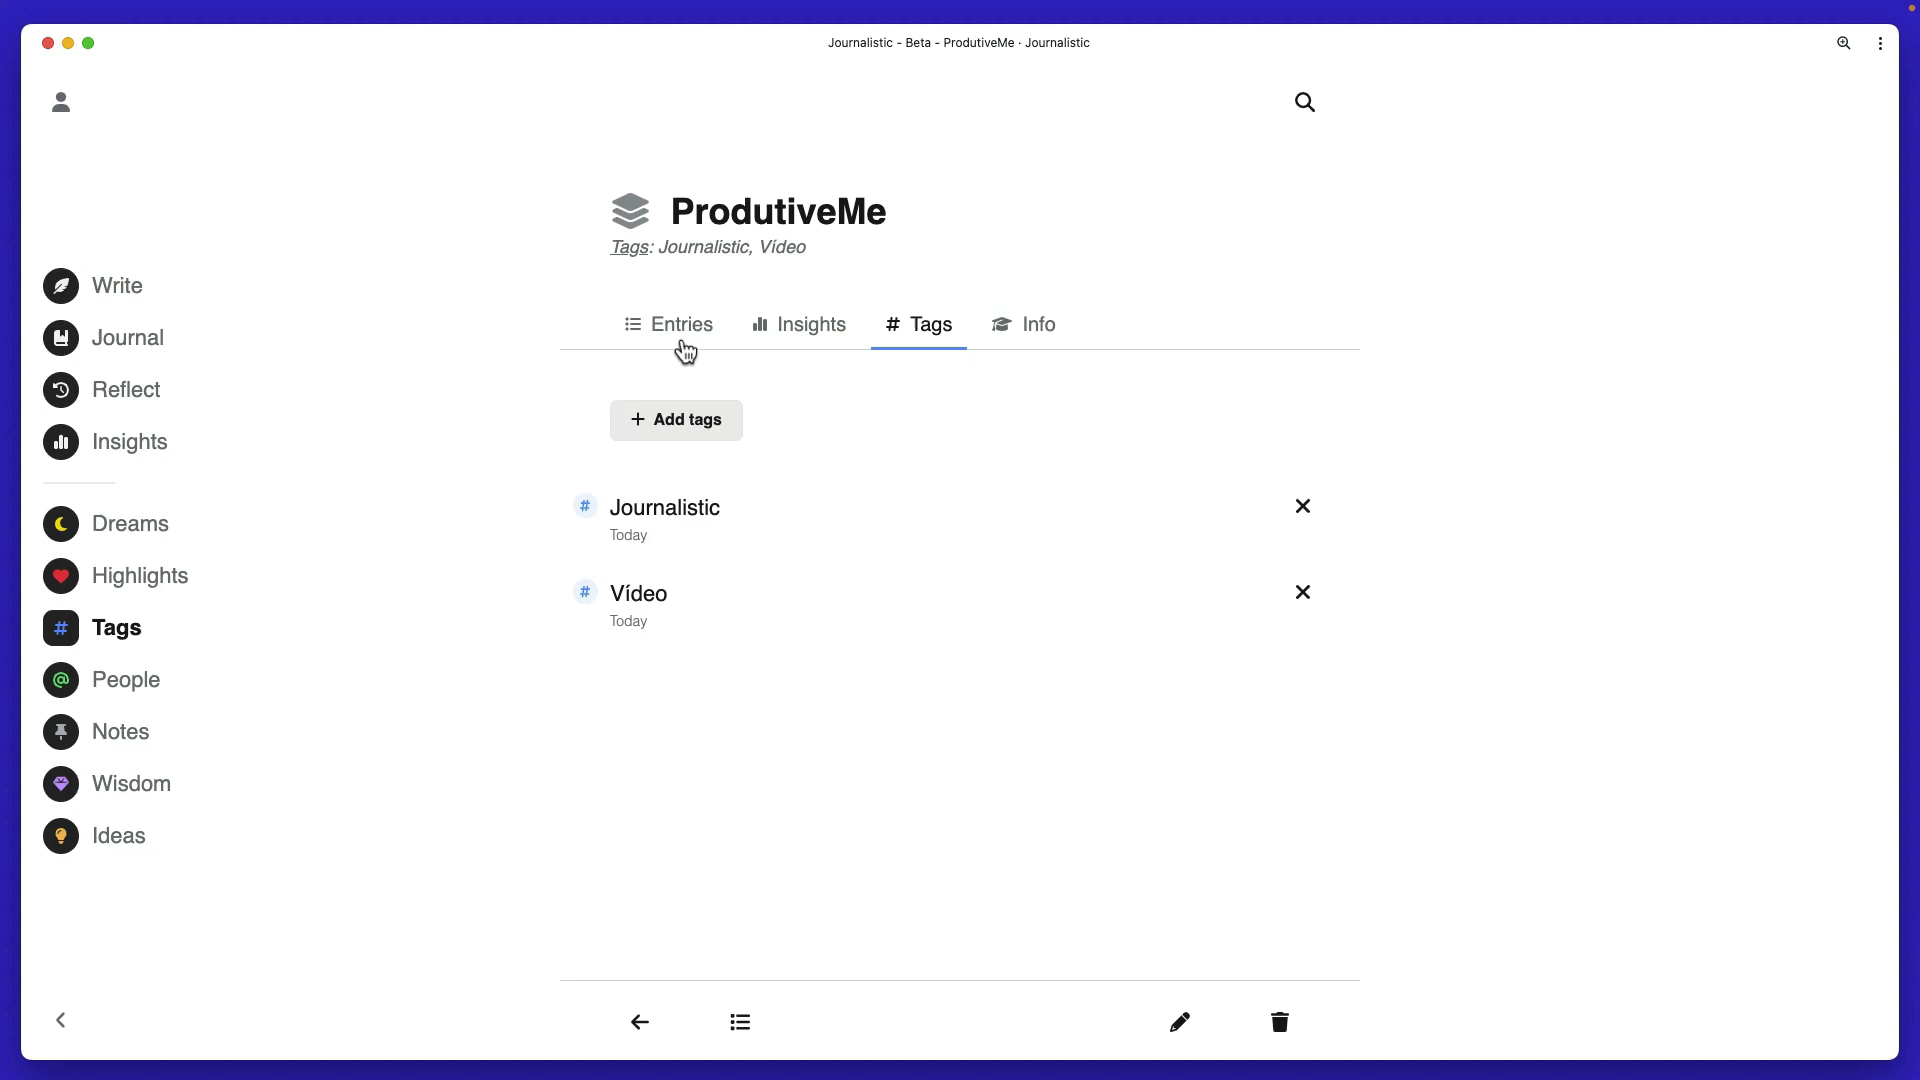 Journalistic - Beta - ProdutiveMe · Journalistic
ProdutiveMe
Tags: Journalistic, Vídeo
Write
Journal
Reflect
Insights
Dreams
Highlights
# Tags
@ People
Notes
Wisdom
Ideas
Entries
Insights
# Tags
Info
+ Add tags
# Journalistic
Today
# Vídeo
Today